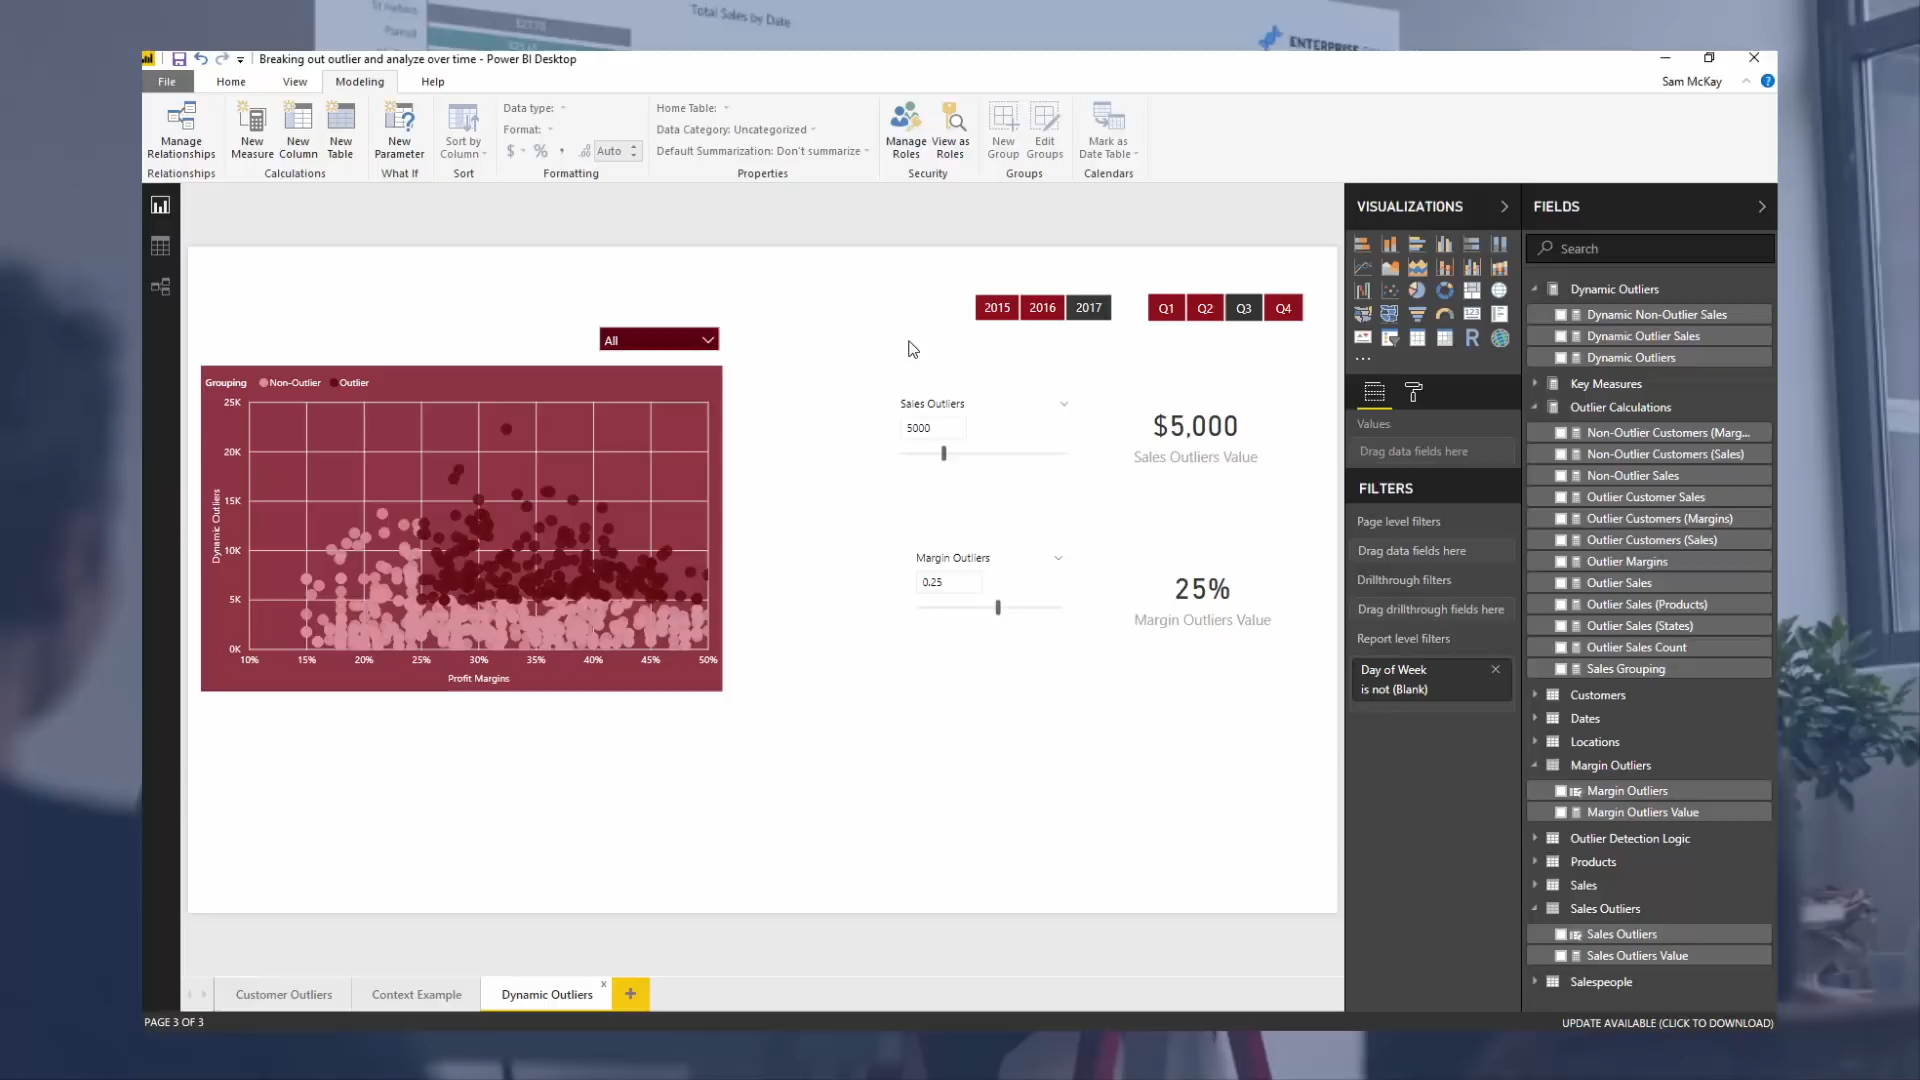 St Helens
Purcell
Total Sales by Date
ENTERPRISE
Breaking out outlier and analyze over time - Power BI Desktop
File
Home
View
Modeling
Help
Sam McKay
Manage
Relationships
Relationships
New
Measure
New
Column
New
Table
Calculations
New
Parameter
What If
Sort by
Column
Sort
Data type:
Format:
$ % , .00 Auto
Formatting
Home Table:
Data Category: Uncategorized
Default Summarization: Don't summarize
Properties
Manage
Roles
View as
Roles
Security
New
Group
Edit
Groups
Groups
Mark as
Date Table
Calendars
2015 2016 2017
Q1 Q2 Q3 Q4
All
Grouping Non-Outlier Outlier
25K
20K
15K
10K
5K
0K
Dynamic Outliers
10% 15% 20% 25% 30% 35% 40% 45% 50%
Profit Margins
Sales Outliers
5000
$5,000
Sales Outliers Value
Margin Outliers
0.25
25%
Margin Outliers Value
VISUALIZATIONS
R
...
Values
Drag data fields here
FILTERS
Page level filters
Drag data fields here
Drillthrough filters
Drag drillthrough fields here
Report level filters
Day of Week
is not (Blank)
FIELDS
Search
Dynamic Outliers
Dynamic Non-Outlier Sales
Dynamic Outlier Sales
Dynamic Outliers
Key Measures
Outlier Calculations
Non-Outlier Customers (Marg...
Non-Outlier Customers (Sales)
Non-Outlier Sales
Outlier Customer Sales
Outlier Customers (Margins)
Outlier Customers (Sales)
Outlier Margins
Outlier Sales
Outlier Sales (Products)
Outlier Sales (States)
Outlier Sales Count
Sales Grouping
Customers
Dates
Locations
Margin Outliers
Margin Outliers
Margin Outliers Value
Outlier Detection Logic
Products
Sales
Sales Outliers
Sales Outliers
Sales Outliers Value
Salespeople
Customer Outliers
Context Example
Dynamic Outliers
PAGE 3 OF 3
UPDATE AVAILABLE (CLICK TO DOWNLOAD)